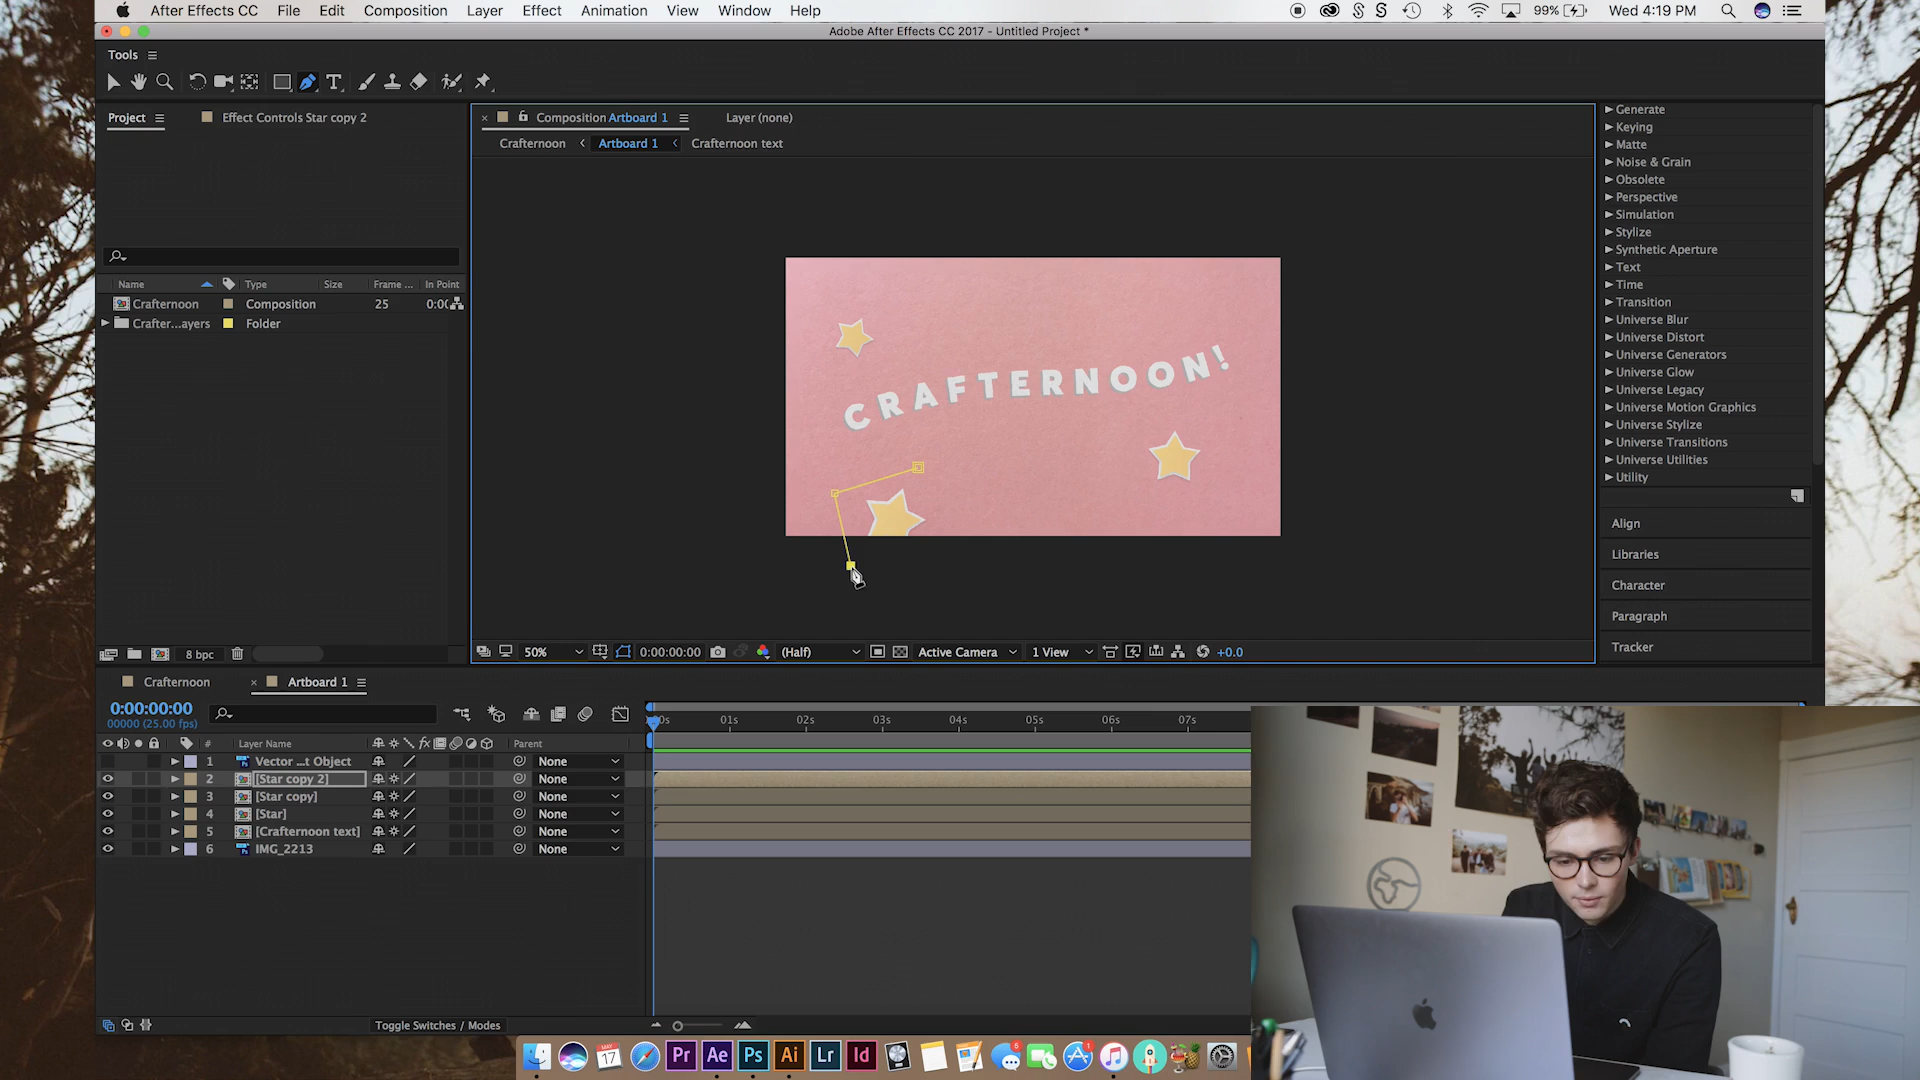 After Effects CC File Edit Composition Layer Effect Animation View Window Help
99% Wed 4:19 PM
Adobe After Effects CC 2017 - Untitled Project *
Tools
Project Effect Controls Star copy 2
Composition Artboard 1 Layer (none)
Crafternoon Artboard 1 Crafternoon text
Name Type Size Frame ... In Point
Crafternoon Composition 25 0:0(
Crafter...ayers Folder
CRAFTERNOON!
Generate
Keying
Matte
Noise & Grain
Obsolete
Perspective
Simulation
Stylize
Synthetic Aperture
Text
Time
Transition
Universe Blur
Universe Distort
Universe Generators
Universe Glow
Universe Legacy
Universe Motion Graphics
Universe Stylize
Universe Transitions
Universe Utilities
Utility
Align
Libraries
Character
Paragraph
Tracker
8 bpc
50% 0:00:00:00 (Half) Active Camera 1 View +0.0
Crafternoon Artboard 1
0:00:00:00
00000 (25.00 fps)
01s 02s 03s 04s 05s 06s 07s
# Layer Name fx Parent
1 Vector ...t Object None
2 [Star copy 2] None
3 [Star copy] None
4 [Star] None
5 [Crafternoon text] None
6 IMG_2213 None
Toggle Switches / Modes
17 Pr Ae Ps Ai Lr Id 5 1